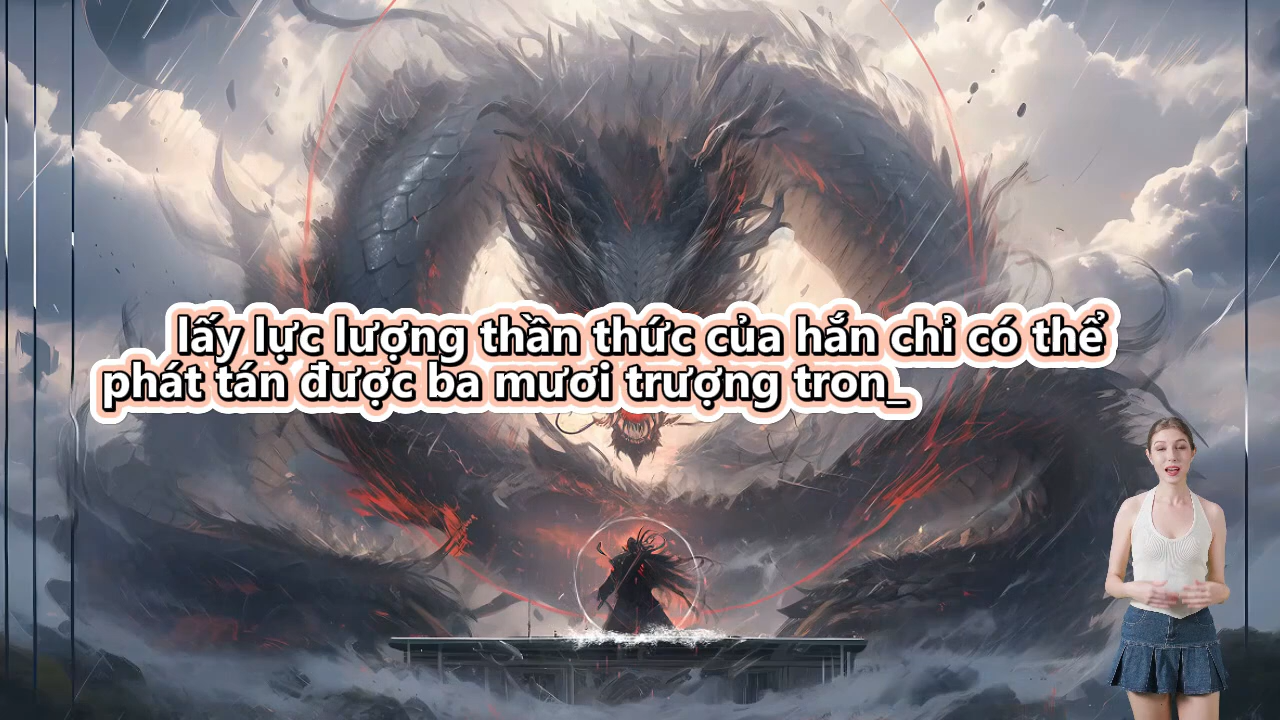 lấy lực lượng thần thức của hắn chỉ có thể
phát tán được ba mươi trượng tron_